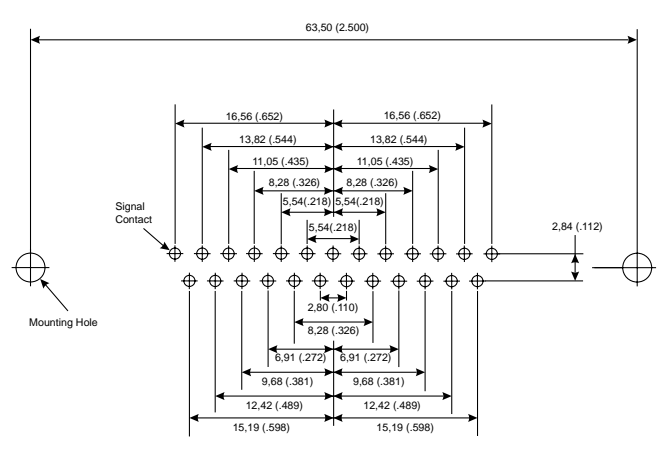 63,50 (2.500)
16,56 (.652) 16,56 (.652)
13,82 (.544) 13,82 (.544)
11,05 (.435) 11,05 (.435)
8,28 (.326) 8,28 (.326)
5,54(.218) 5,54(.218)
5,54(.218)
Signal
Contact
2,84 (.112)
Mounting Hole
2,80 (.110)
8,28 (.326)
6,91 (.272) 6,91 (.272)
9,68 (.381) 9,68 (.381)
12,42 (.489) 12,42 (.489)
15,19 (.598) 15,19 (.598)